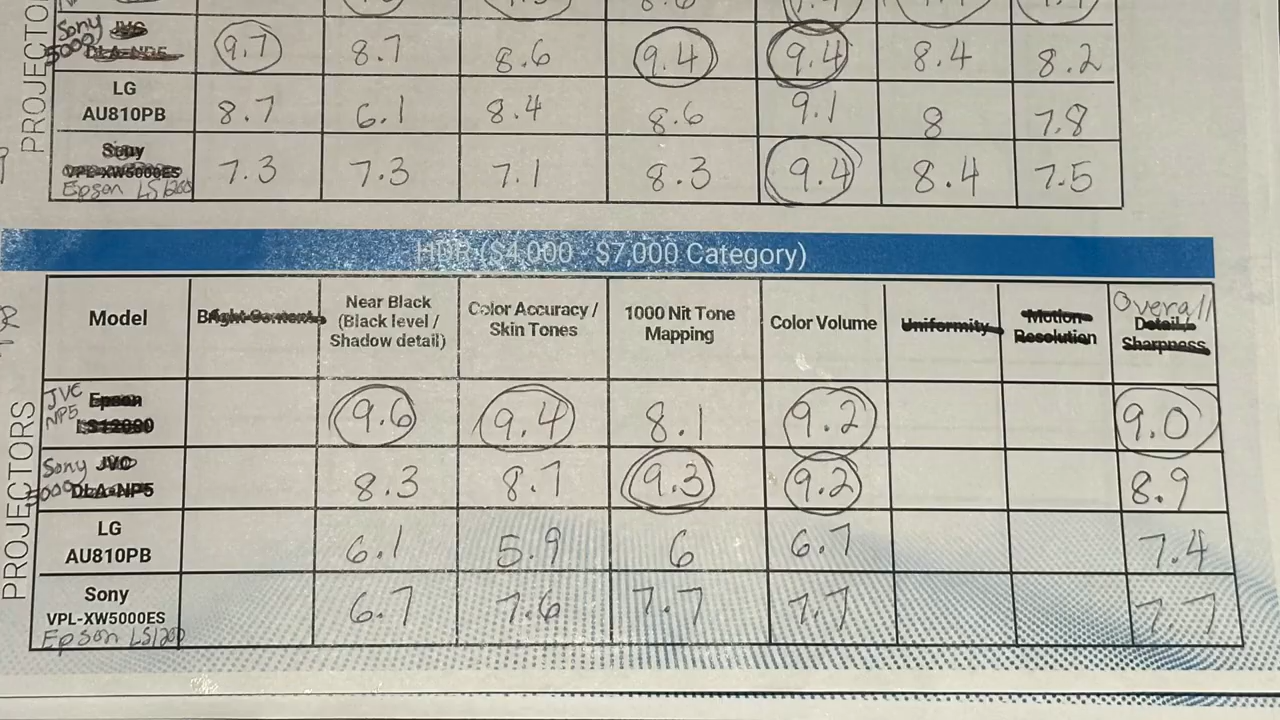 PROJECTORS
Sony JVC
5000 DLA-NP5 9.7 8.7 8.6 9.4 9.4 8.4 8.2
LG
AU810PB 8.7 6.1 8.4 8.6 9.1 8 7.8
Sony
VPL-XW5000ES 7.3 7.3 7.1 8.3 9.4 8.4 7.5
Epson LS1200
HDR ($4,000 - $7,000 Category)
Model Bright Near Black (Black level / Shadow detail) Color Accuracy / Skin Tones 1000 Nit Tone Mapping Color Volume Uniformity Motion Resolution Overall Detail / Sharpness
PROJECTORS
JVC Epson
NP5 LS12000 9.6 9.4 8.1 9.2 9.0
Sony JVC
5000 DLA-NP5 8.3 8.7 9.3 9.2 8.9
LG
AU810PB 6.1 5.9 6 6.7 7.4
Sony
VPL-XW5000ES 6.7 7.6 7.7 7.7 7.7
Epson LS1200